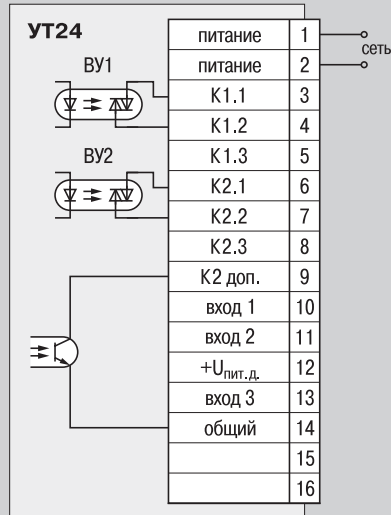 УТ24
питание 1
сеть
ВУ1
питание 2
К1.1 3
К1.2 4
К1.3 5
ВУ2
К2.1 6
К2.2 7
К2.3 8
К2 доп. 9
вход 1 10
вход 2 11
+Uпит.д. 12
вход 3 13
общий 14
15
16